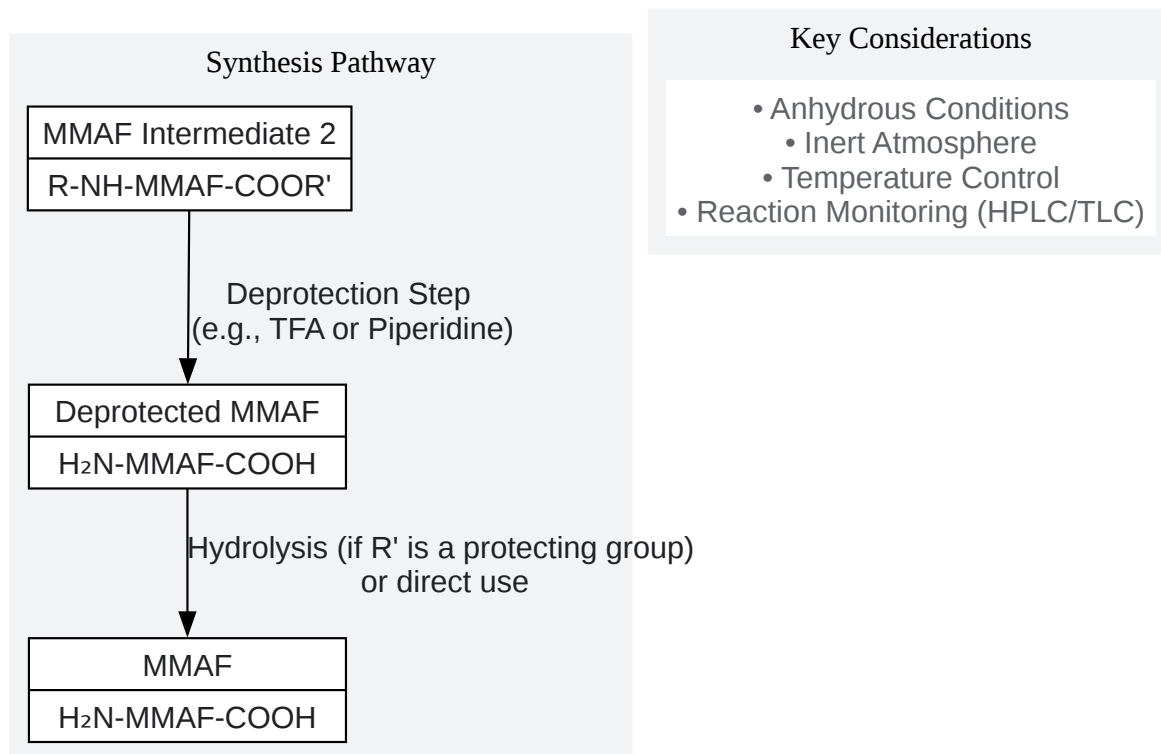 Synthesis Pathway
MMAF Intermediate 2
R-NH-MMAF-COOR'
Deprotection Step
(e.g., TFA or Piperidine)
Deprotected MMAF
H₂N-MMAF-COOH
Hydrolysis (if R' is a protecting group)
or direct use
MMAF
H₂N-MMAF-COOH
Key Considerations
• Anhydrous Conditions
• Inert Atmosphere
• Temperature Control
• Reaction Monitoring (HPLC/TLC)